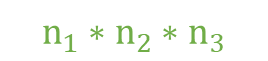 n₁ * n₂ * n₃